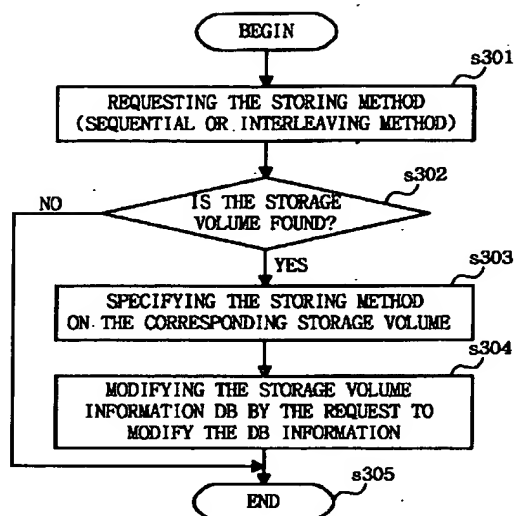 BEGIN
s301
REQUESTING THE STORING METHOD
(SEQUENTIAL OR INTERLEAVING METHOD)
s302
NO
IS THE STORAGE
VOLUME FOUND?
YES
s303
SPECIFYING THE STORING METHOD
ON THE CORRESPONDING STORAGE VOLUME
s304
MODIFYING THE STORAGE VOLUME
INFORMATION DB BY THE REQUEST TO
MODIFY THE DB INFORMATION
s305
END